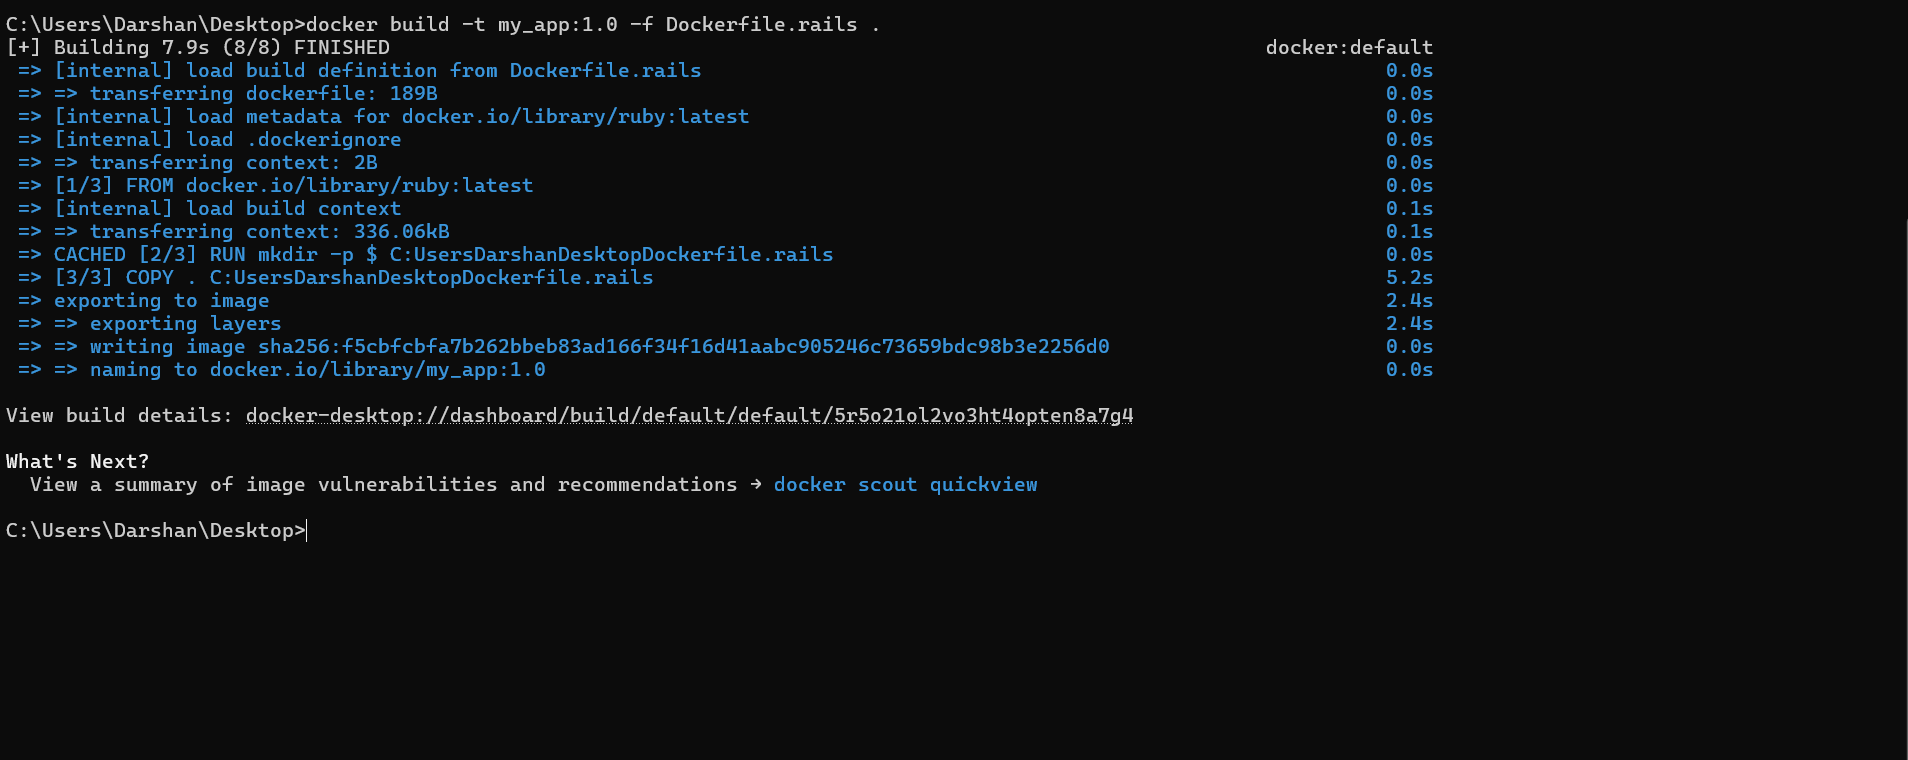 C:\Users\Darshan\Desktop>docker build -t my_app:1.0 -f Dockerfile.rails .
[+] Building 7.9s (8/8) FINISHED docker:default
=> [internal] load build definition from Dockerfile.rails 0.0s
=> => transferring dockerfile: 189B 0.0s
=> [internal] load metadata for docker.io/library/ruby:latest 0.0s
=> [internal] load .dockerignore 0.0s
=> => transferring context: 2B 0.0s
=> [1/3] FROM docker.io/library/ruby:latest 0.0s
=> [internal] load build context 0.1s
=> => transferring context: 336.06kB 0.1s
=> CACHED [2/3] RUN mkdir -p $ C:UsersDarshanDesktopDockerfile.rails 0.0s
=> [3/3] COPY . C:UsersDarshanDesktopDockerfile.rails 5.2s
=> exporting to image 2.4s
=> => exporting layers 2.4s
=> => writing image sha256:f5cbfcbfa7b262bbeb83ad166f34f16d41aabc905246c73659bdc98b3e2256d0 0.0s
=> => naming to docker.io/library/my_app:1.0 0.0s
View build details: docker-desktop://dashboard/build/default/default/5r5o21ol2vo3ht4opten8a7g4
What's Next?
View a summary of image vulnerabilities and recommendations → docker scout quickview
C:\Users\Darshan\Desktop>